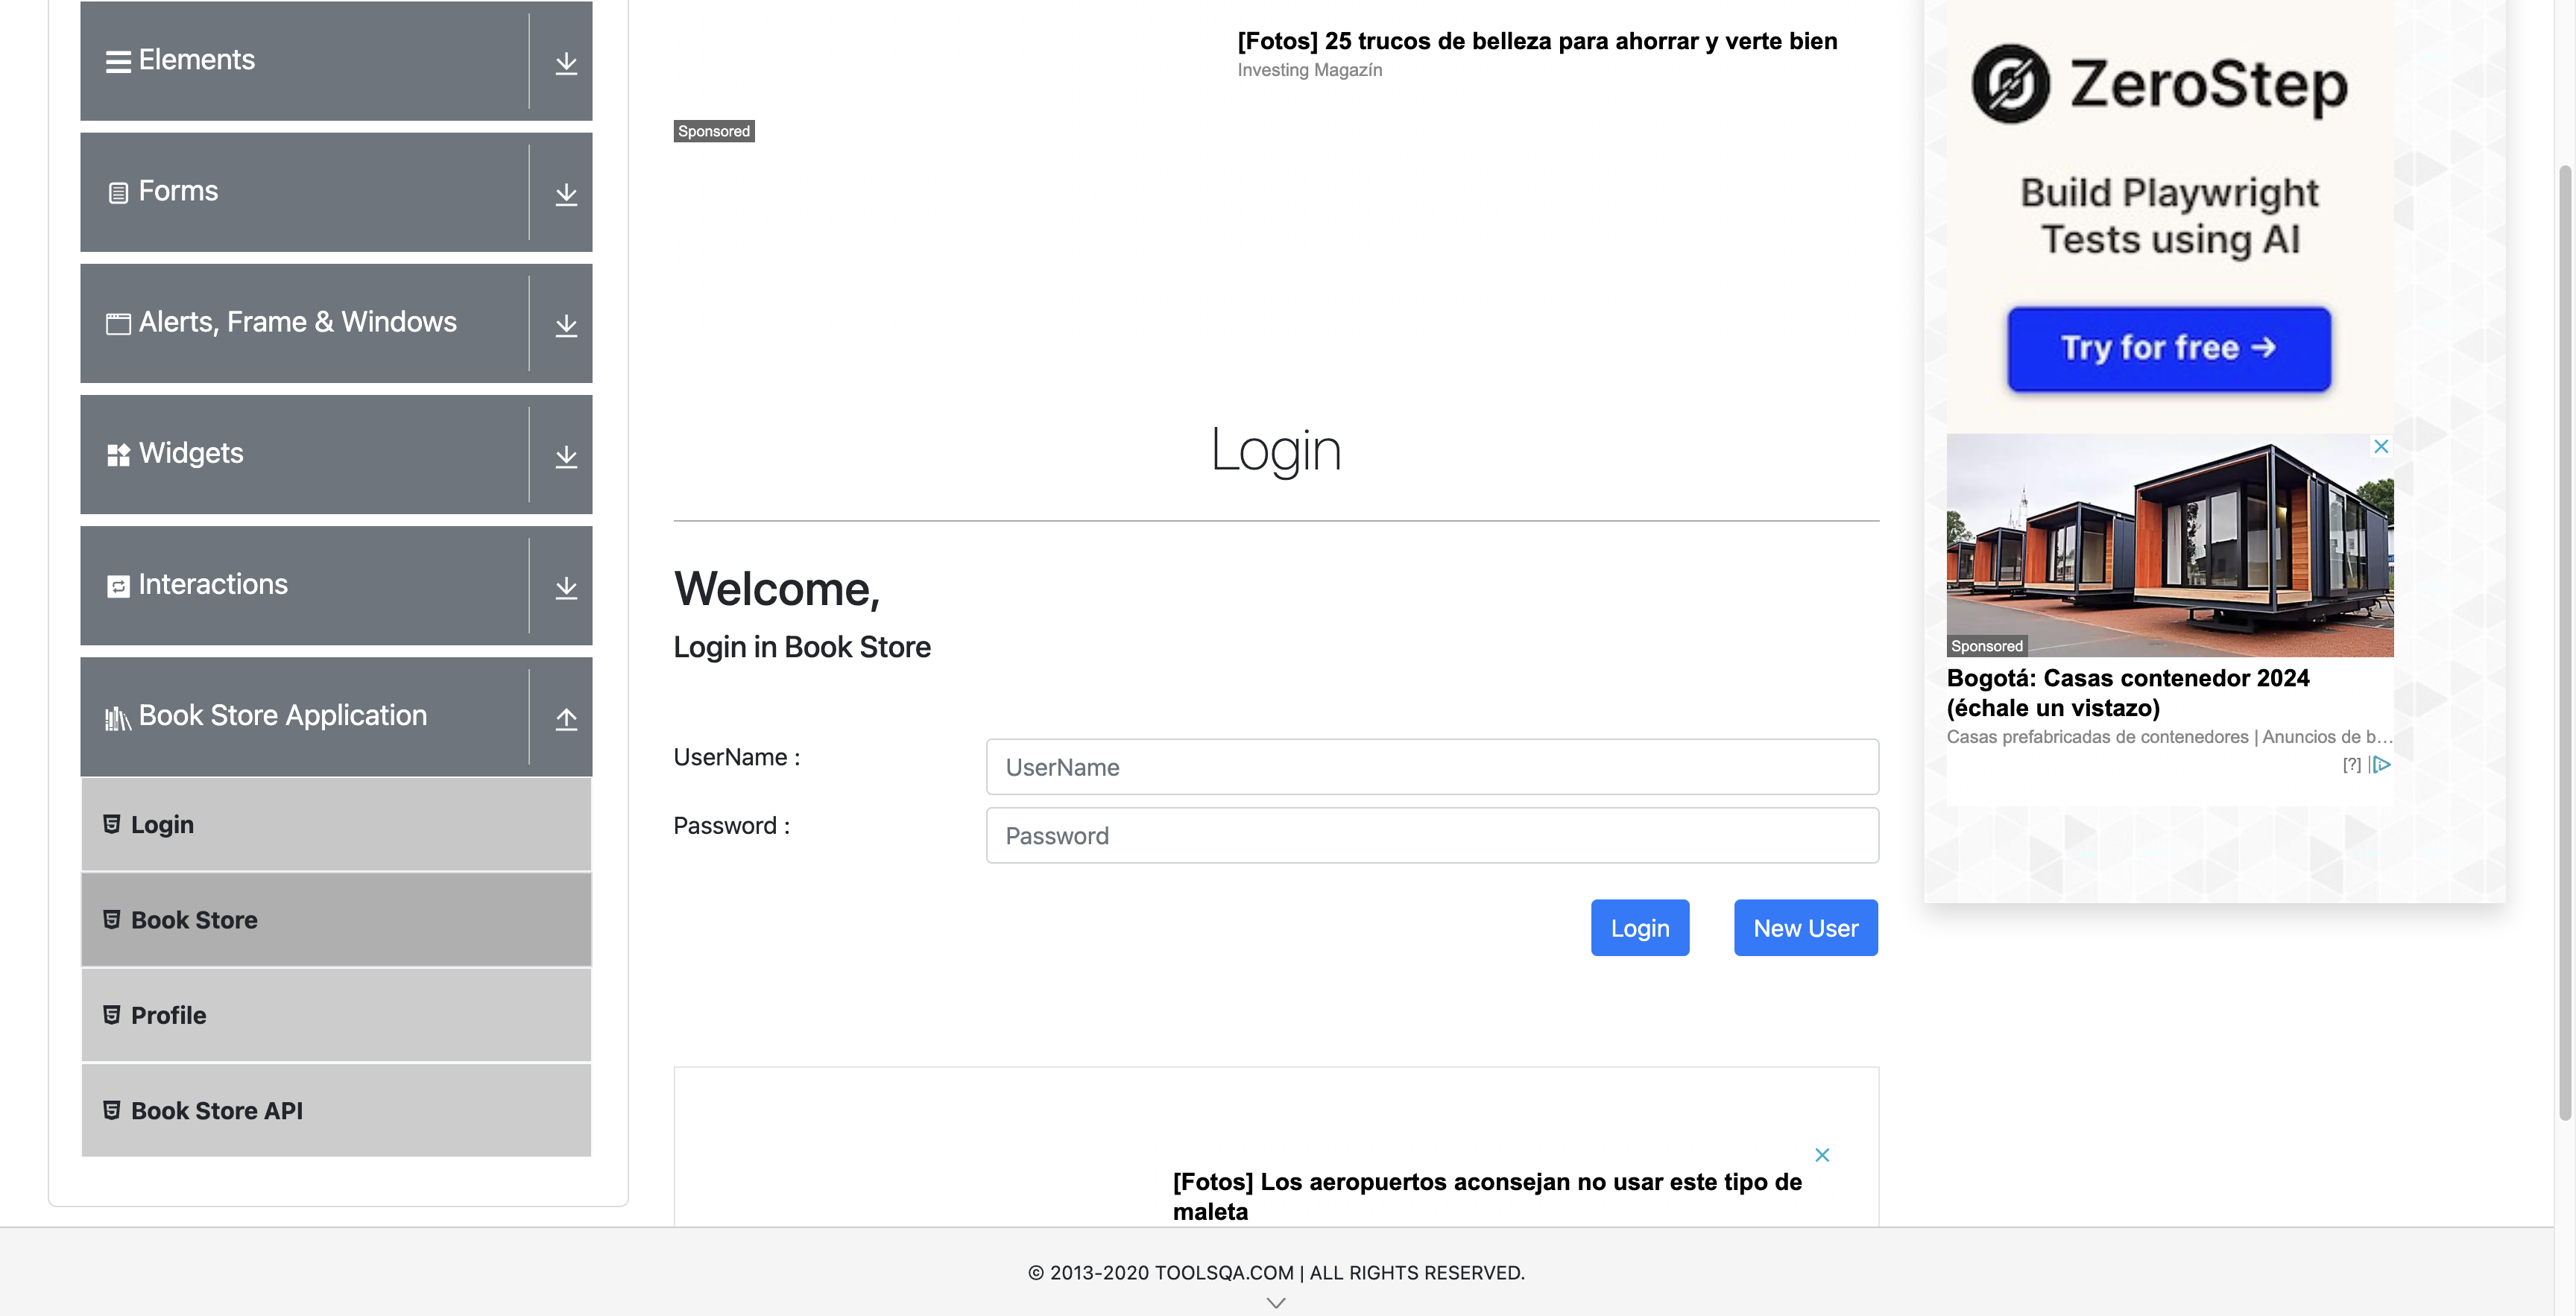 Elements
Forms
Alerts, Frame & Windows
Widgets
Interactions
Book Store Application
Login
Book Store
Profile
Book Store API
[Fotos] 25 trucos de belleza para ahorrar y verte bien
Investing Magazín
Sponsored
Login
Welcome,
Login in Book Store
UserName :
UserName
Password :
Password
Login
New User
[Fotos] Los aeropuertos aconsejan no usar este tipo de
maleta
ZeroStep
Build Playwright
Tests using AI
Try for free →
Sponsored
Bogotá: Casas contenedor 2024
(échale un vistazo)
Casas prefabricadas de contenedores | Anuncios de b...
[?]
© 2013-2020 TOOLSQA.COM | ALL RIGHTS RESERVED.